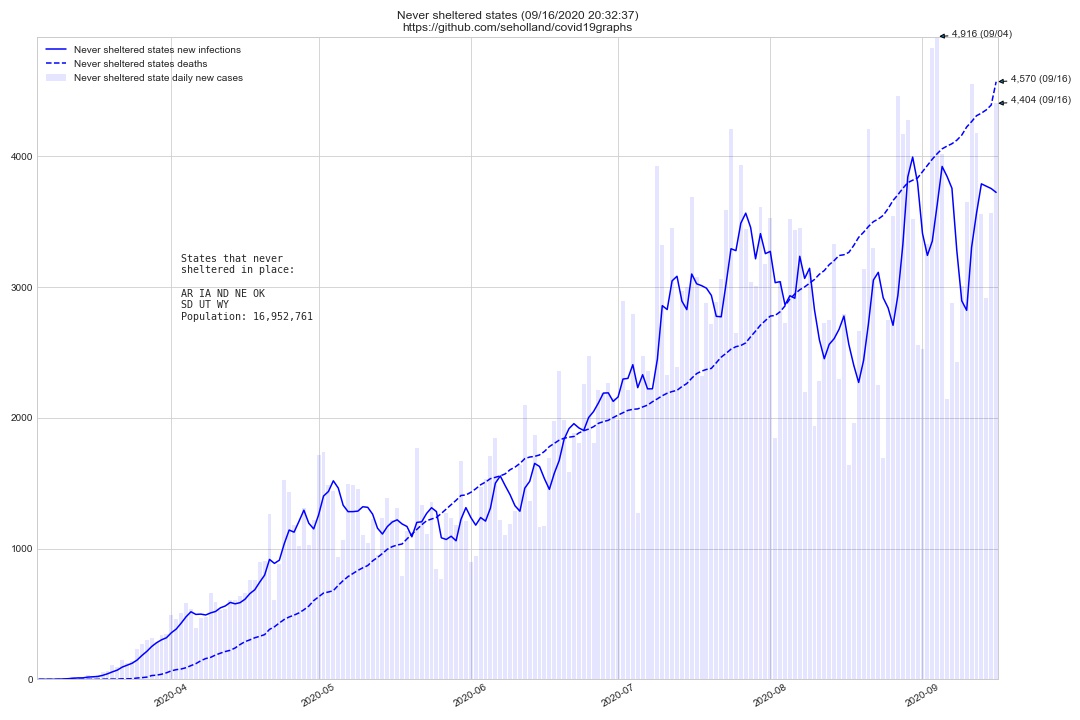 Never sheltered states (09/16/2020 20:32:37)
https://github.com/seholland/covid19graphs
Never sheltered states new infections
Never sheltered states deaths
Never sheltered state daily new cases
4,916 (09/04)
4,570 (09/16)
4,404 (09/16)
4000
3000
2000
1000
0
States that never
sheltered in place:
AR IA ND NE OK
SD UT WY
Population: 16,952,761
2020-04
2020-05
2020-06
2020-07
2020-08
2020-09